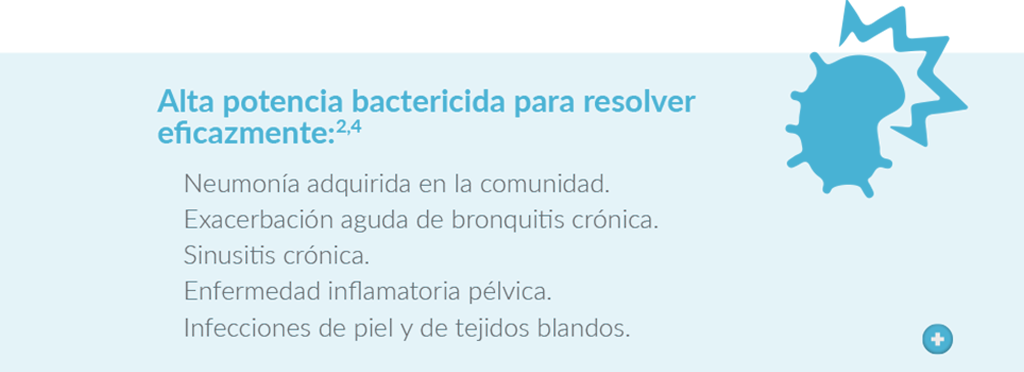 Alta potencia bactericida para resolver
eficazmente:2,4
Neumonía adquirida en la comunidad.
Exacerbación aguda de bronquitis crónica.
Sinusitis crónica.
Enfermedad inflamatoria pélvica.
Infecciones de piel y de tejidos blandos.